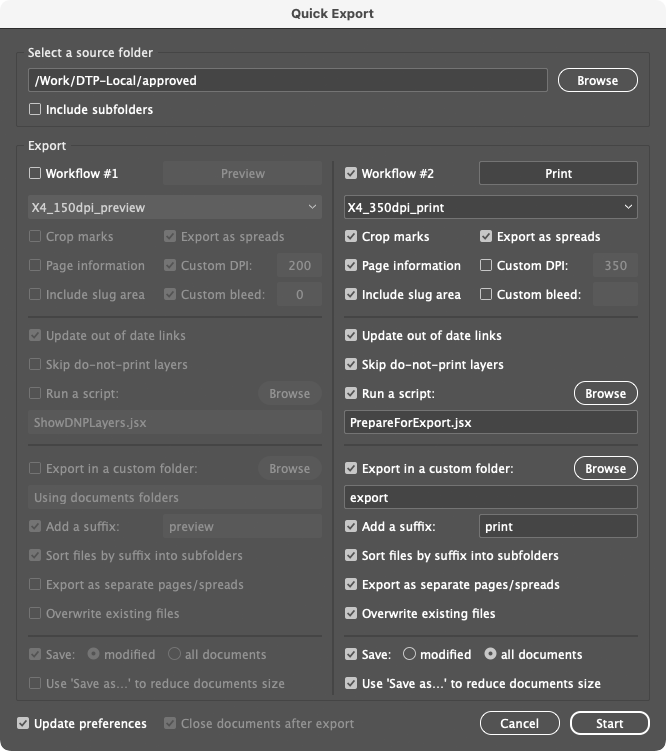 Quick Export
Select a source folder
/Work/DTP-Local/approved
Browse
Include subfolders
Export
Workflow #1 Preview
X4_150dpi_preview
Crop marks Export as spreads
Page information Custom DPI: 200
Include slug area Custom bleed: 0
Update out of date links
Skip do-not-print layers
Run a script: Browse
ShowDNPLayers.jsx
Export in a custom folder: Browse
Using documents folders
Add a suffix: preview
Sort files by suffix into subfolders
Export as separate pages/spreads
Overwrite existing files
Save: modified all documents
Use 'Save as...' to reduce documents size
Workflow #2 Print
X4_350dpi_print
Crop marks Export as spreads
Page information Custom DPI: 350
Include slug area Custom bleed:
Update out of date links
Skip do-not-print layers
Run a script: Browse
PrepareForExport.jsx
Export in a custom folder: Browse
export
Add a suffix: print
Sort files by suffix into subfolders
Export as separate pages/spreads
Overwrite existing files
Save: modified all documents
Use 'Save as...' to reduce documents size
Update preferences Close documents after export Cancel Start